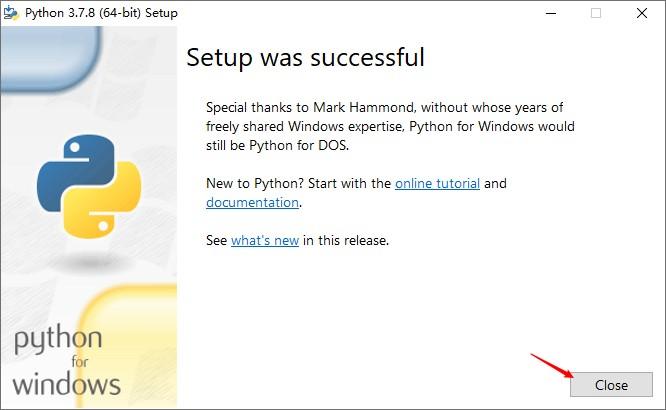 Python 3.7.8 (64-bit) Setup
Setup was successful
Special thanks to Mark Hammond, without whose years of
freely shared Windows expertise, Python for Windows would
still be Python for DOS.
New to Python? Start with the online tutorial and
documentation.
See what's new in this release.
python
for
windows
Close